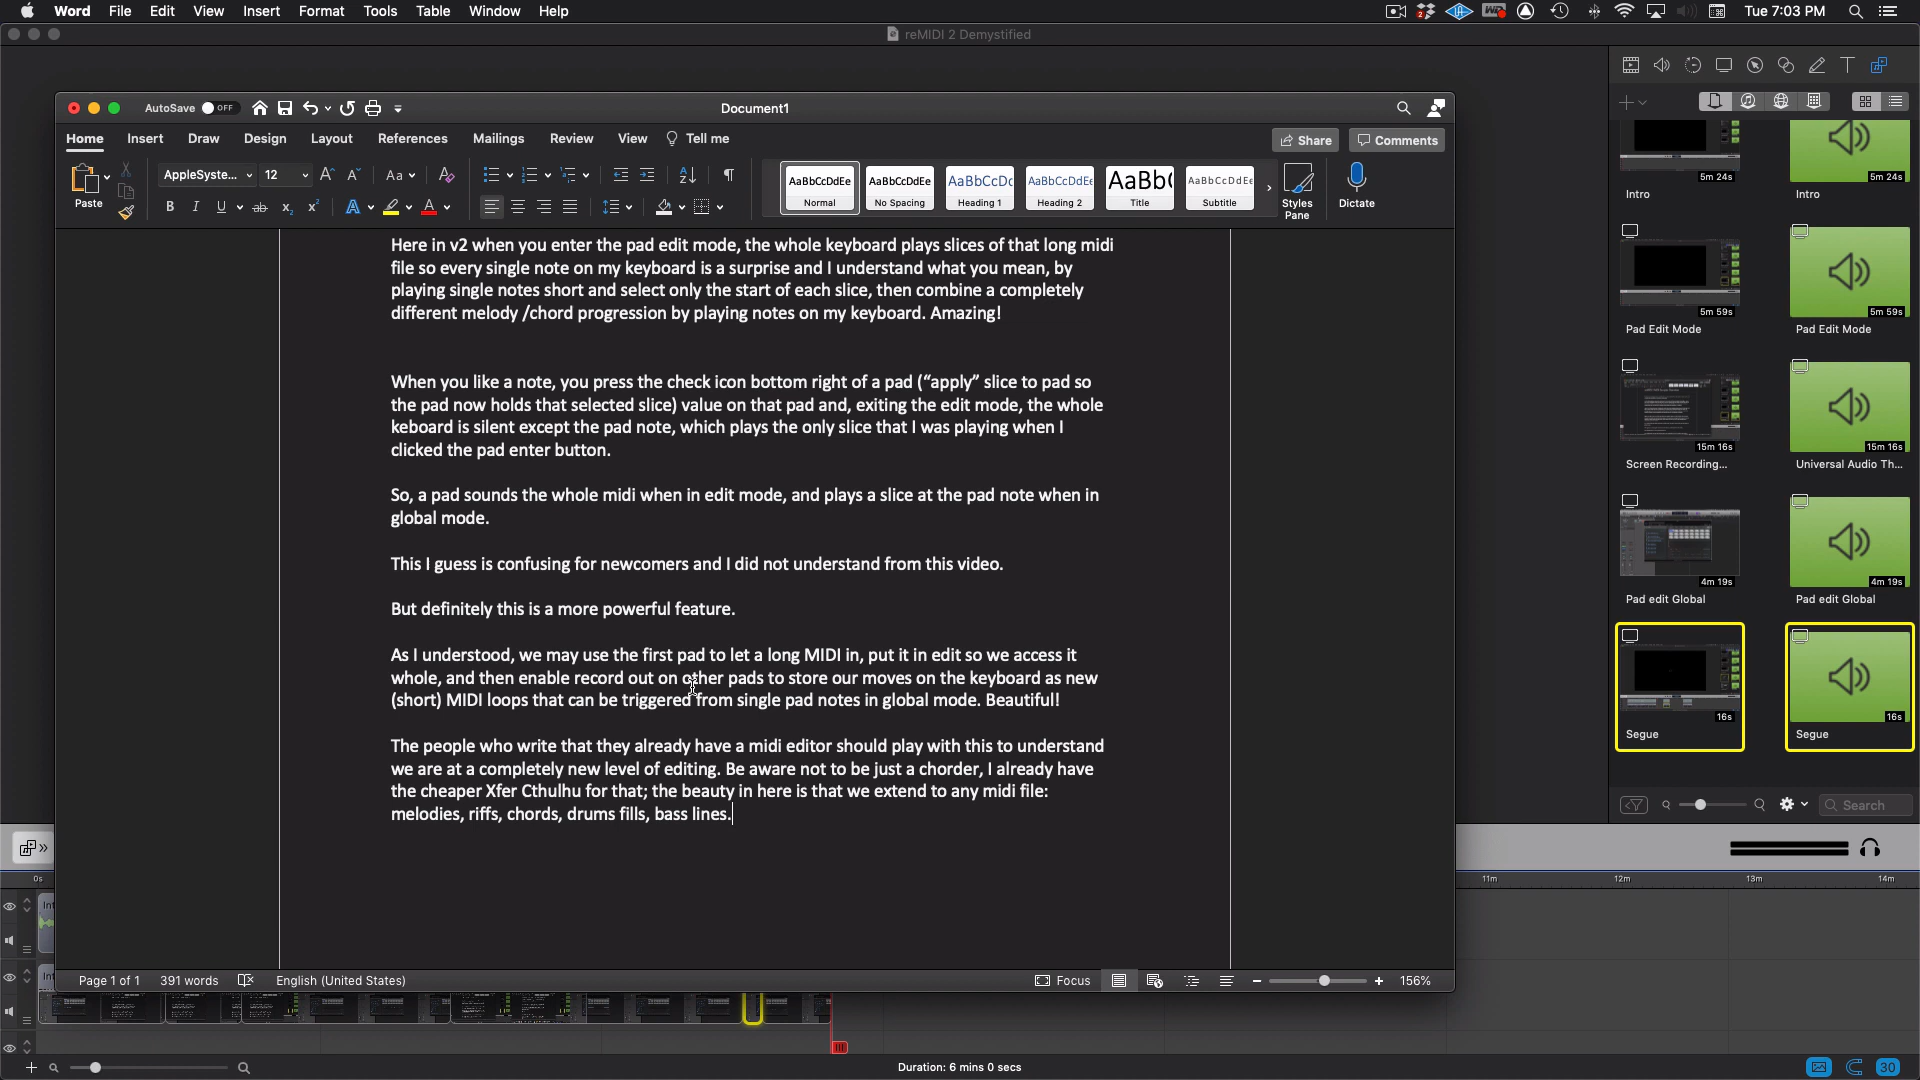 Word File Edit View Insert Format Tools Table Window Help
Tue 7:03 PM
reMIDI 2 Demystified
AutoSave OFF
Document1
Home Insert Draw Design Layout References Mailings Review View Tell me
Share Comments
Paste
AppleSyste... 12
Aa
AaBbCcDdEe
Normal
AaBbCcDdEe
No Spacing
AaBbCcDc
Heading 1
AaBbCcDdEe
Heading 2
AaBb(
Title
AaBbCcDdEe
Subtitle
Styles
Pane
Dictate
Here in v2 when you enter the pad edit mode, the whole keyboard plays slices of that long midi
file so every single note on my keyboard is a surprise and I understand what you mean, by
playing single notes short and select only the start of each slice, then combine a completely
different melody /chord progression by playing notes on my keyboard. Amazing!
When you like a note, you press the check icon bottom right of a pad (“apply” slice to pad so
the pad now holds that selected slice) value on that pad and, exiting the edit mode, the whole
keboard is silent except the pad note, which plays the only slice that I was playing when I
clicked the pad enter button.
So, a pad sounds the whole midi when in edit mode, and plays a slice at the pad note when in
global mode.
This I guess is confusing for newcomers and I did not understand from this video.
But definitely this is a more powerful feature.
As I understood, we may use the first pad to let a long MIDI in, put it in edit so we access it
whole, and then enable record out on other pads to store our moves on the keyboard as new
(short) MIDI loops that can be triggered from single pad notes in global mode. Beautiful!
The people who write that they already have a midi editor should play with this to understand
we are at a completely new level of editing. Be aware not to be just a chorder, I already have
the cheaper Xfer Cthulhu for that; the beauty in here is that we extend to any midi file:
melodies, riffs, chords, drums fills, bass lines.
Page 1 of 1 391 words English (United States)
Focus 156%
5m 24s 5m 24s
Intro Intro
5m 59s 5m 59s
Pad Edit Mode Pad Edit Mode
15m 16s 15m 16s
Screen Recording... Universal Audio Th...
4m 19s 4m 19s
Pad edit Global Pad edit Global
16s 16s
Segue Segue
Search
0s 11m 12m 13m 14m
Int
Int
Duration: 6 mins 0 secs
30